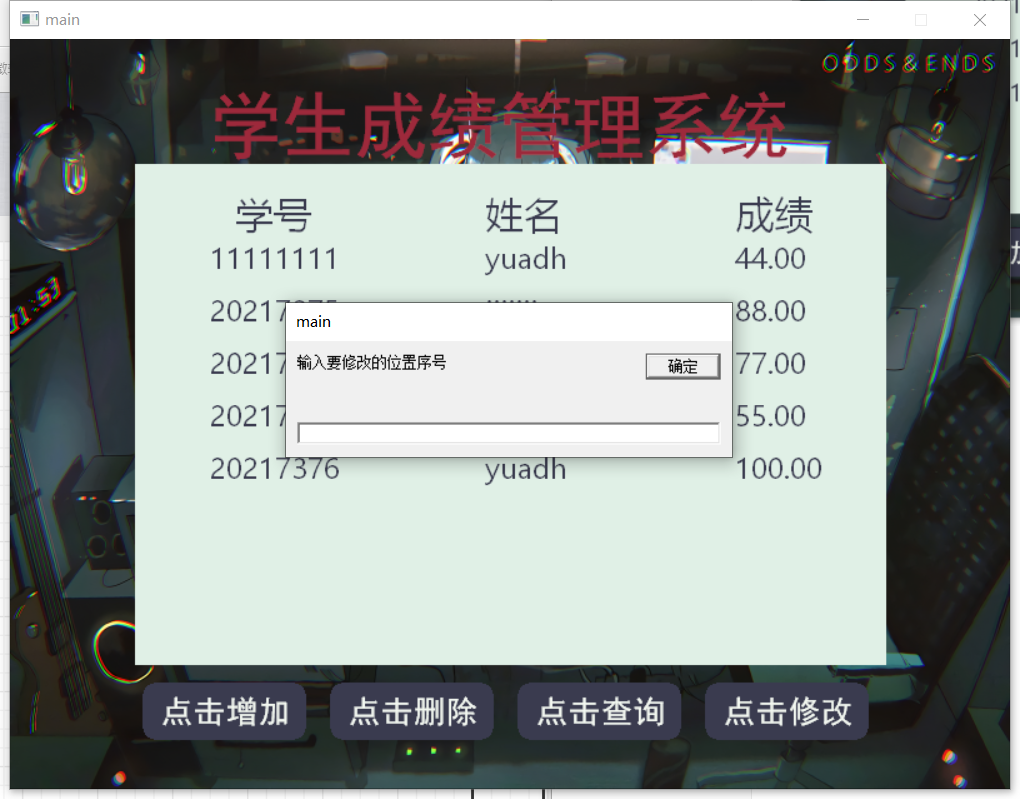 main
ODDS&ENDS
学生成绩管理系统
学号 姓名 成绩
11111111 yuadh 44.00
88.00
main
输入要修改的位置序号
确定
77.00
55.00
20217376 yuadh 100.00
点击增加 点击删除 点击查询 点击修改
11:53